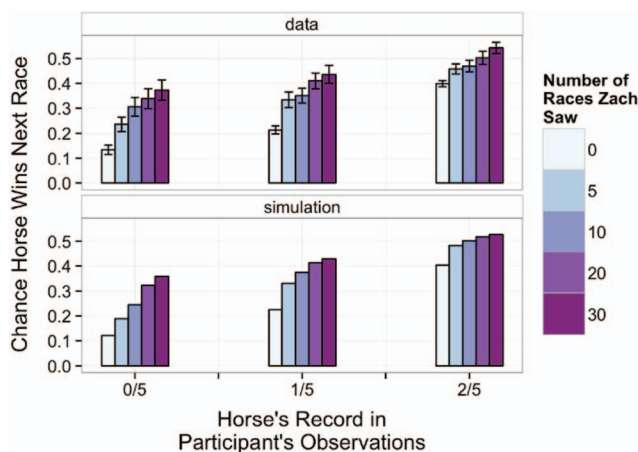 data
Chance Horse Wins Next Race
0.5
0.4
0.3
0.2
0.1
0.0
simulation
0.5
0.4
0.3
0.2
0.1
0.0
0/5
1/5
2/5
Horse's Record in
Participant's Observations
Number of
Races Zach
Saw
0
5
10
20
30